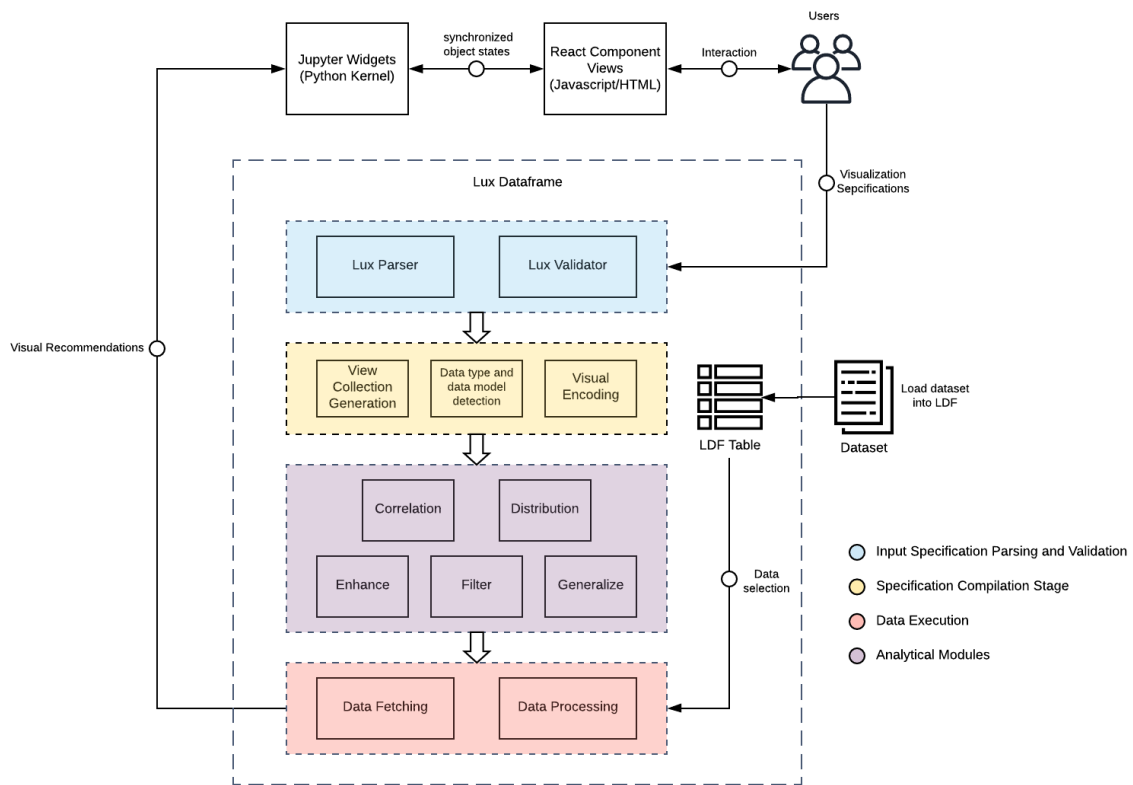 Users
Jupyter Widgets
(Python Kernel)
synchronized
object states
React Component
Views
(Javascript/HTML)
Interaction
Visualization
Sepcifications
Lux Dataframe
Lux Parser
Lux Validator
View
Collection
Generation
Data type and
data model
detection
Visual
Encoding
Visual Recommendations
LDF Table
Load dataset
into LDF
Dataset
Correlation
Distribution
Enhance
Filter
Generalize
Data
selection
Input Specification Parsing and Validation
Specification Compilation Stage
Data Execution
Analytical Modules
Data Fetching
Data Processing